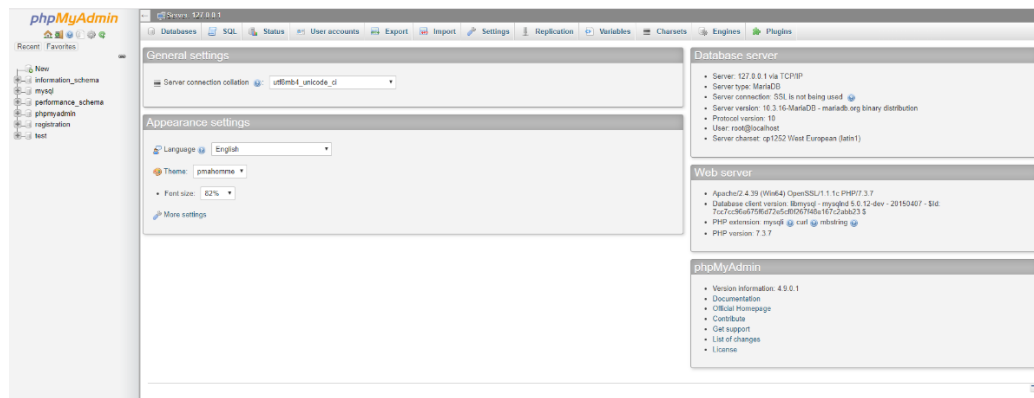 phpMyAdmin
Recent Favorites
New
information_schema
mysql
performance_schema
phpmyadmin
registration
test
Server: 127.0.0.1
Databases SQL Status User accounts Export Import Settings Replication Variables Charsets Engines Plugins
General settings
Server connection collation : utf8mb4_unicode_ci
Appearance settings
Language English
Theme: pmahomme
Font size: 82%
More settings
Database server
Server: 127.0.0.1 via TCP/IP
Server type: MariaDB
Server connection: SSL is not being used
Server version: 10.3.16-MariaDB - mariadb.org binary distribution
Protocol version: 10
User: root@localhost
Server charset: cp1252 West European (latin1)
Web server
Apache/2.4.39 (Win64) OpenSSL/1.1.1c PHP/7.3.7
Database client version: libmysql - mysqlnd 5.0.12-dev - 20150407 - $Id:
7cc7cc96e675f6d72e5cf0f267f48e167c2abb23 $
PHP extension: mysqli curl mbstring
PHP version: 7.3.7
phpMyAdmin
Version information: 4.9.0.1
Documentation
Official Homepage
Contribute
Get support
List of changes
License